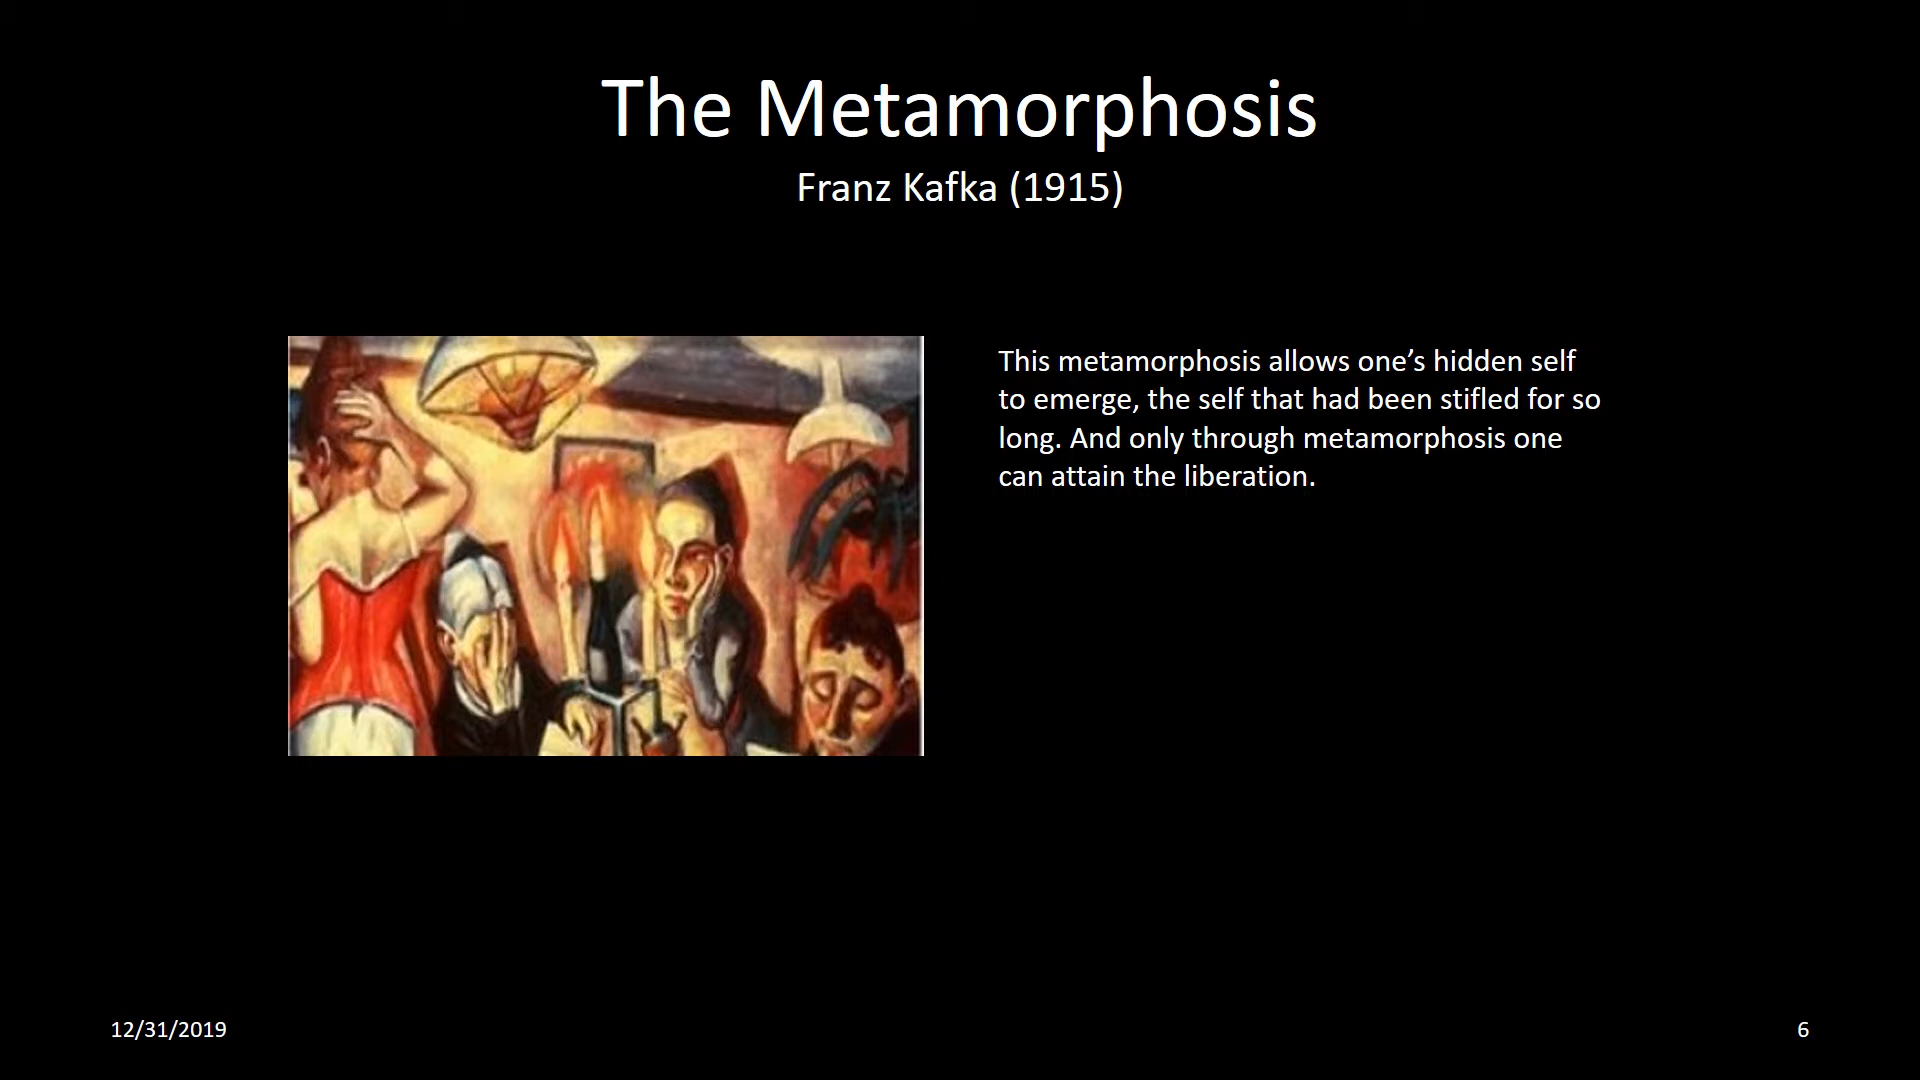 The Metamorphosis
Franz Kafka (1915)
This metamorphosis allows one’s hidden self
to emerge, the self that had been stifled for so
long. And only through metamorphosis one
can attain the liberation.
12/31/2019
6